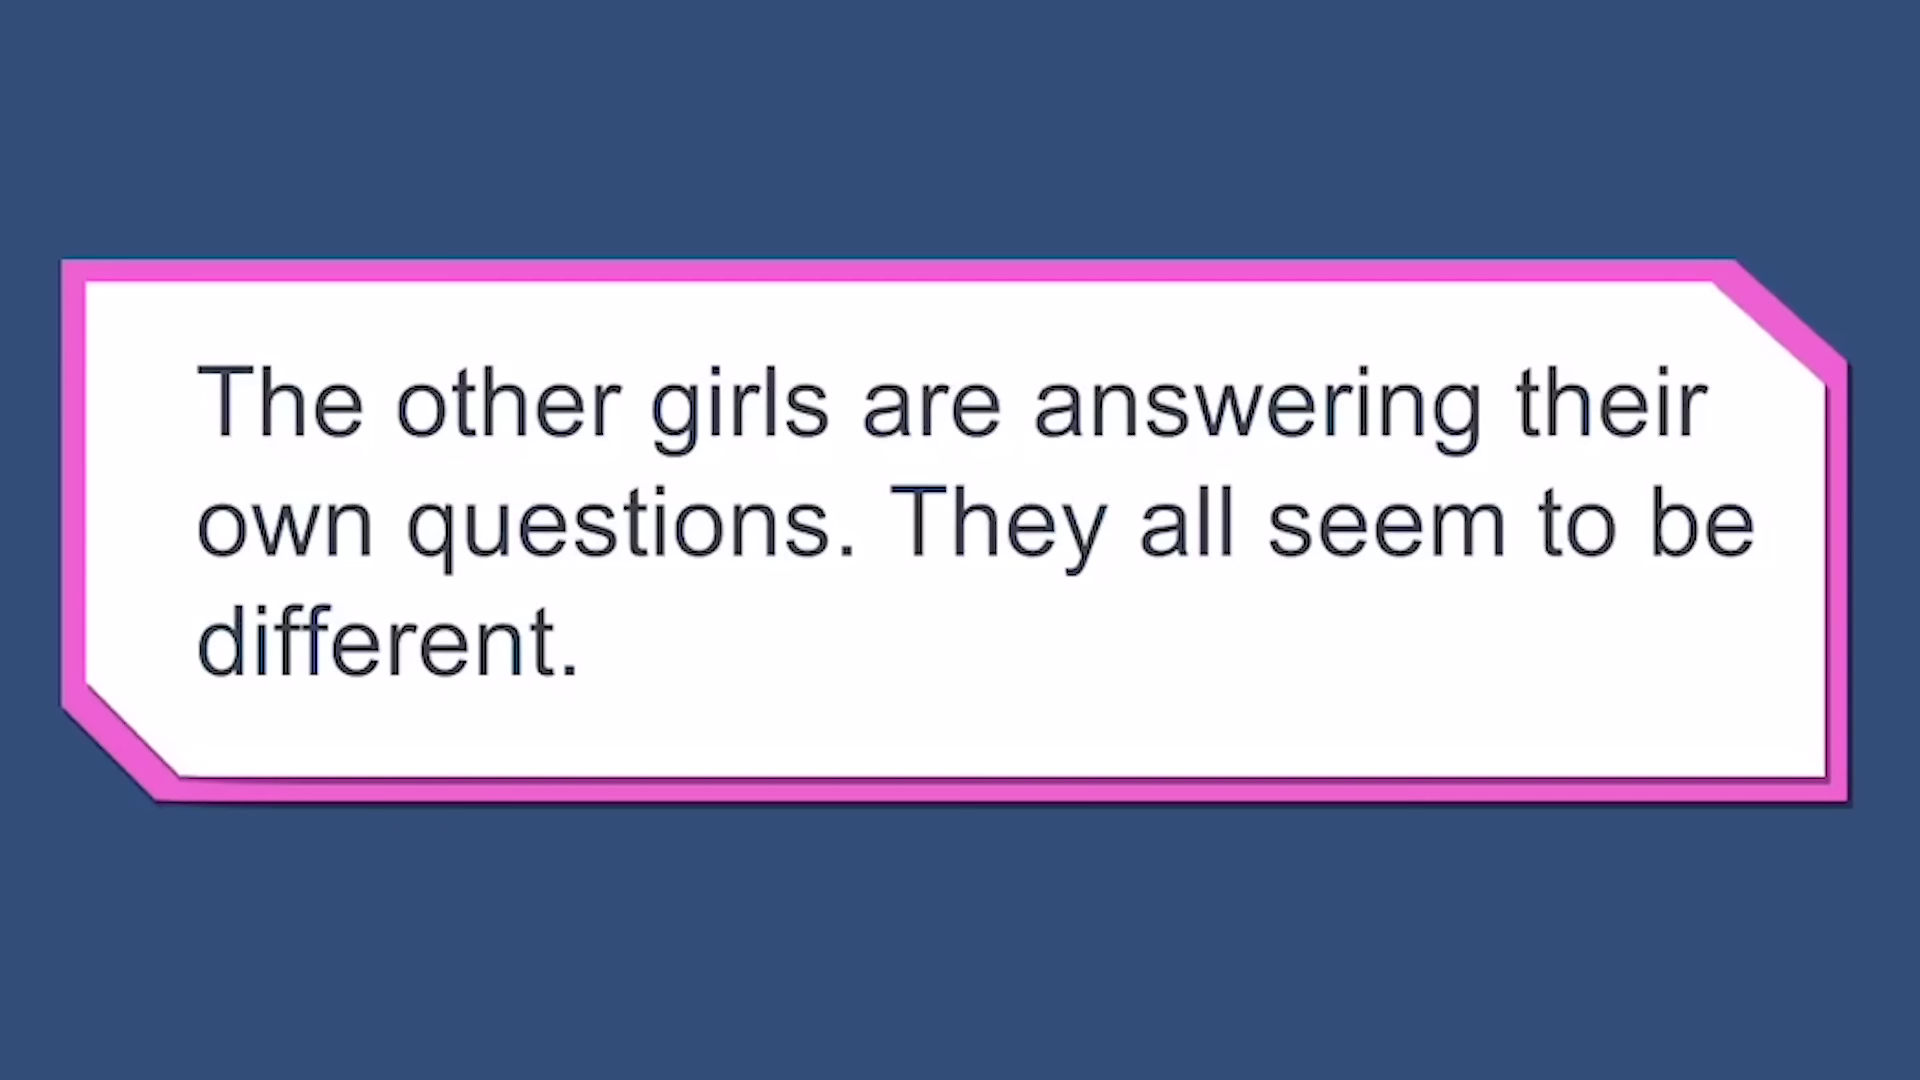 The other girls are answering their
own questions. They all seem to be
different.